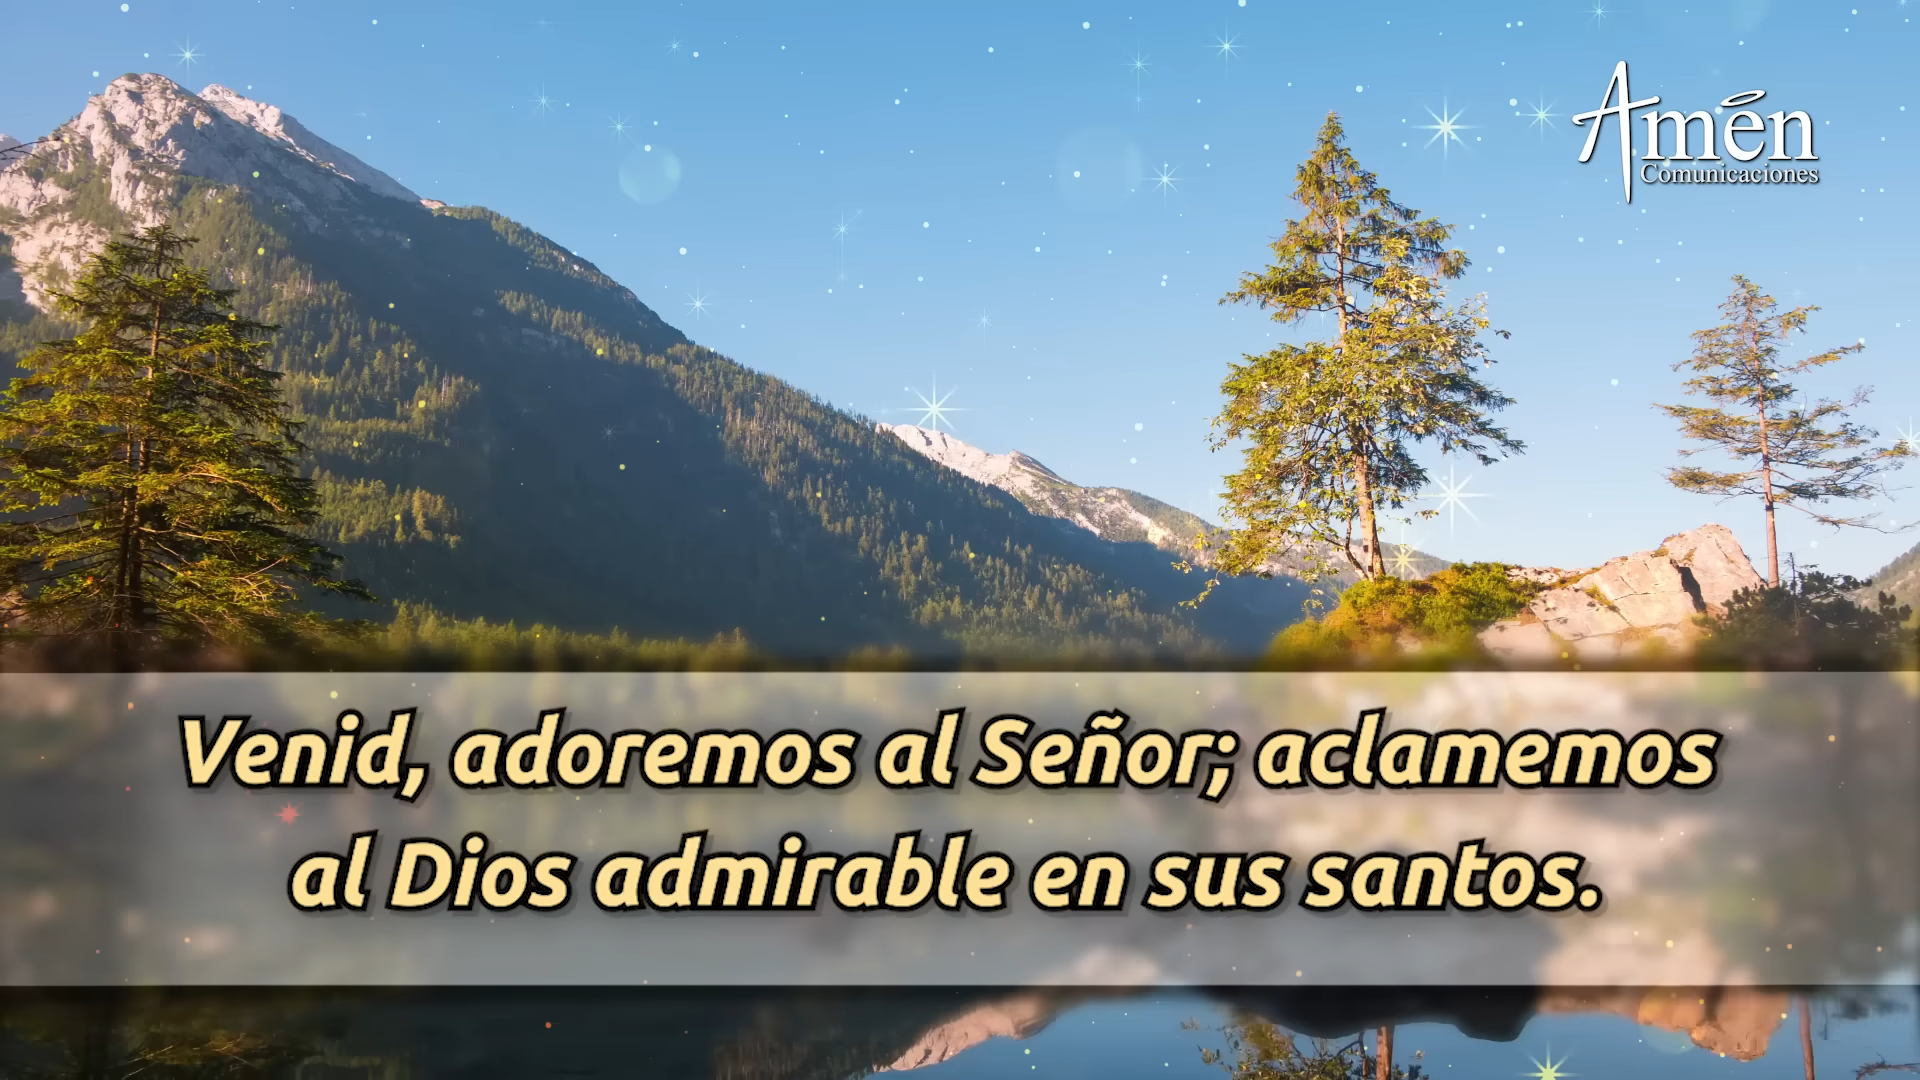 Amén
Comunicaciones
Venid, adoremos al Señor; aclamemos
al Dios admirable en sus santos.